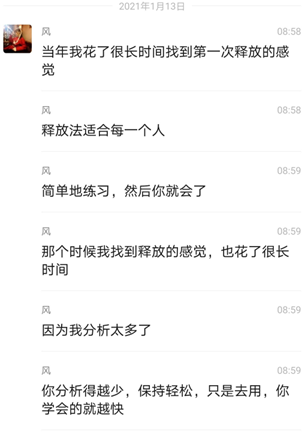 2021年1月13日
风 08:58
当年我花了很长时间找到第一次释放的感
觉
风 08:58
释放法适合每一个人
风 08:59
简单地练习，然后你就会了
风 08:59
那个时候我找到释放的感觉，也花了很长
时间
风 08:59
因为我分析太多了
风 08:59
你分析得越少，保持轻松，只是去用，你
学会的就越快